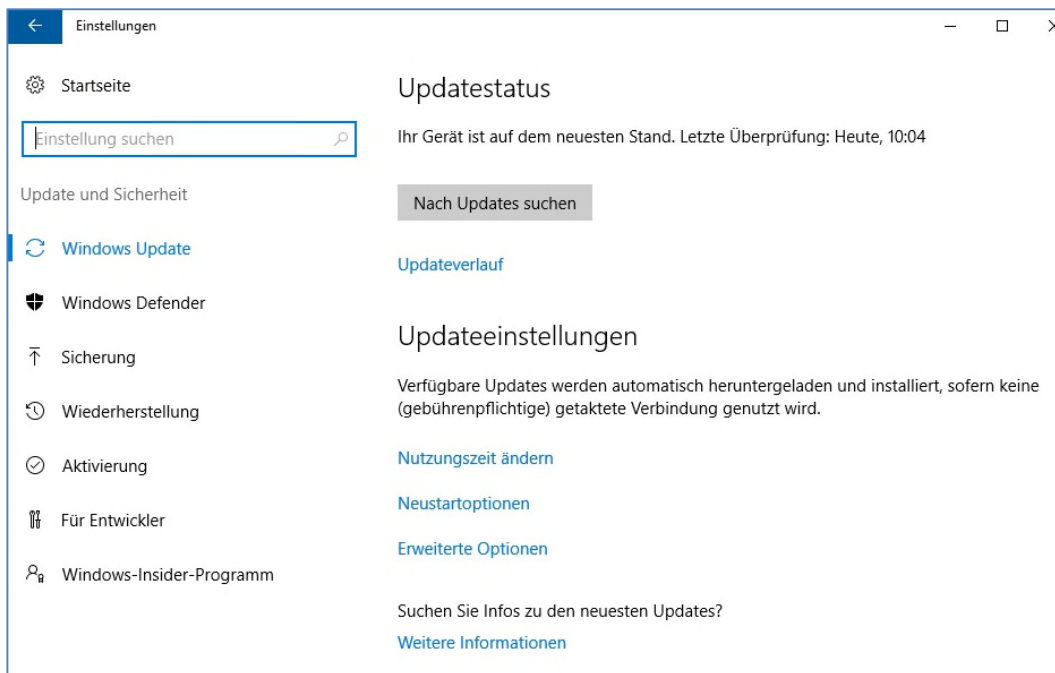 Einstellungen
Startseite
Einstellung suchen
Update und Sicherheit
Windows Update
Windows Defender
Sicherung
Wiederherstellung
Aktivierung
Für Entwickler
Windows-Insider-Programm
Updatestatus
Ihr Gerät ist auf dem neuesten Stand. Letzte Überprüfung: Heute, 10:04
Nach Updates suchen
Updateverlauf
Updateeinstellungen
Verfügbare Updates werden automatisch heruntergeladen und installiert, sofern keine
(gebührenpflichtige) getaktete Verbindung genutzt wird.
Nutzungszeit ändern
Neustartoptionen
Erweiterte Optionen
Suchen Sie Infos zu den neuesten Updates?
Weitere Informationen